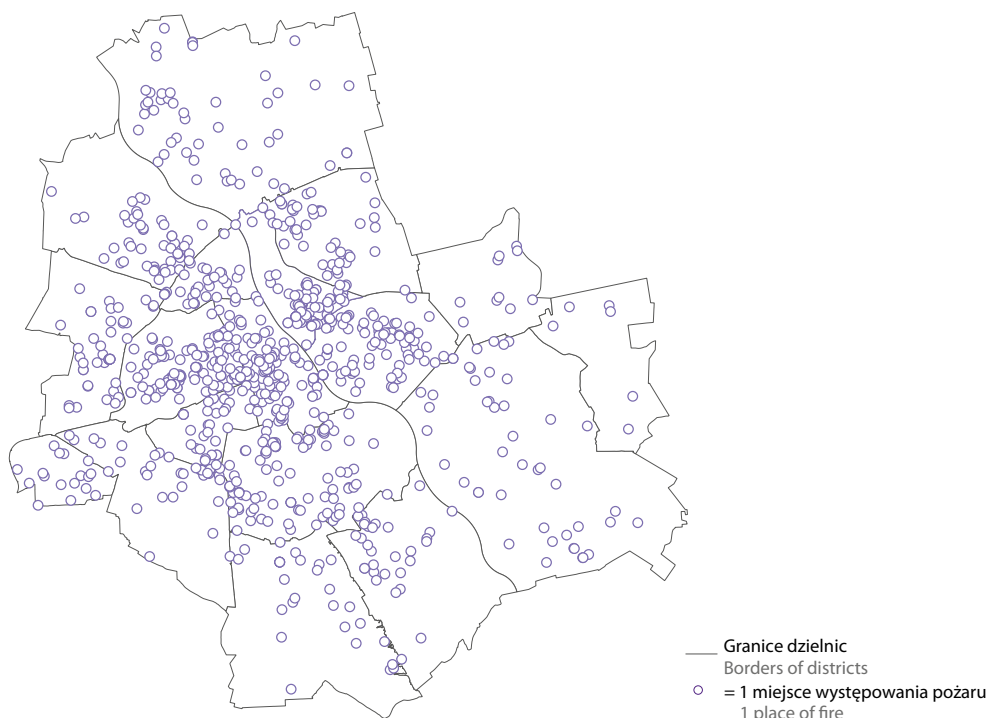 Granice dzielnic
Borders of districts
= 1 miejsce występowania pożaru
1 place of fire